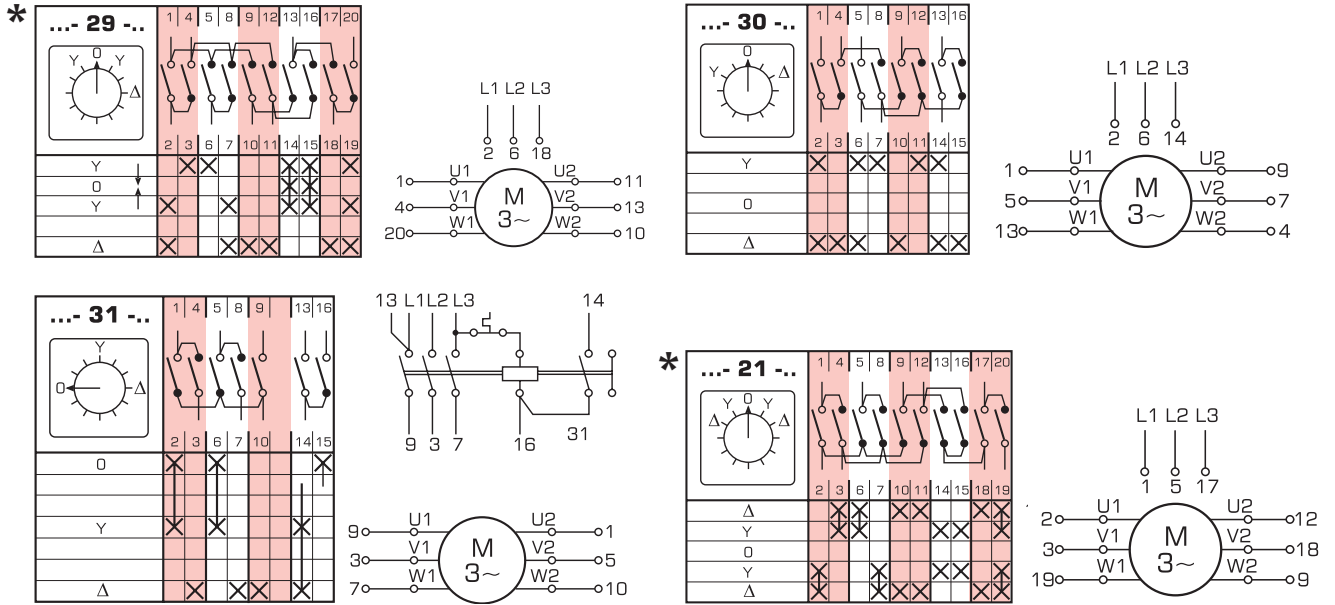 * ...- 29 -..
1 4 5 8 9 12 13 16 17 20
Y 0 Y
Δ
2 3 6 7 10 11 14 15 18 19
Y
0
Y
Δ
L1 L2 L3
2 6 18
1 U1 U2 11
4 V1 M V2 13
20 W1 3~ W2 10
...- 30 -..
1 4 5 8 9 12 13 16
0
Y Δ
2 3 6 7 10 11 14 15
Y
0
Δ
L1 L2 L3
2 6 14
1 U1 U2 9
5 V1 M V2 7
13 W1 3~ W2 4
...- 31 -..
1 4 5 8 9 13 16
Y
0 Δ
2 3 6 7 10 14 15
0
Y
Δ
13 L1 L2 L3 14
9 3 7 16 31
9 U1 U2 1
3 V1 M V2 5
7 W1 3~ W2 10
* ...- 21 -..
1 4 5 8 9 12 13 16 17 20
Y 0 Y
Δ Δ
2 3 6 7 10 11 14 15 18 19
Δ
Y
0
Y
Δ
L1 L2 L3
1 5 17
2 U1 U2 12
3 V1 M V2 18
19 W1 3~ W2 9